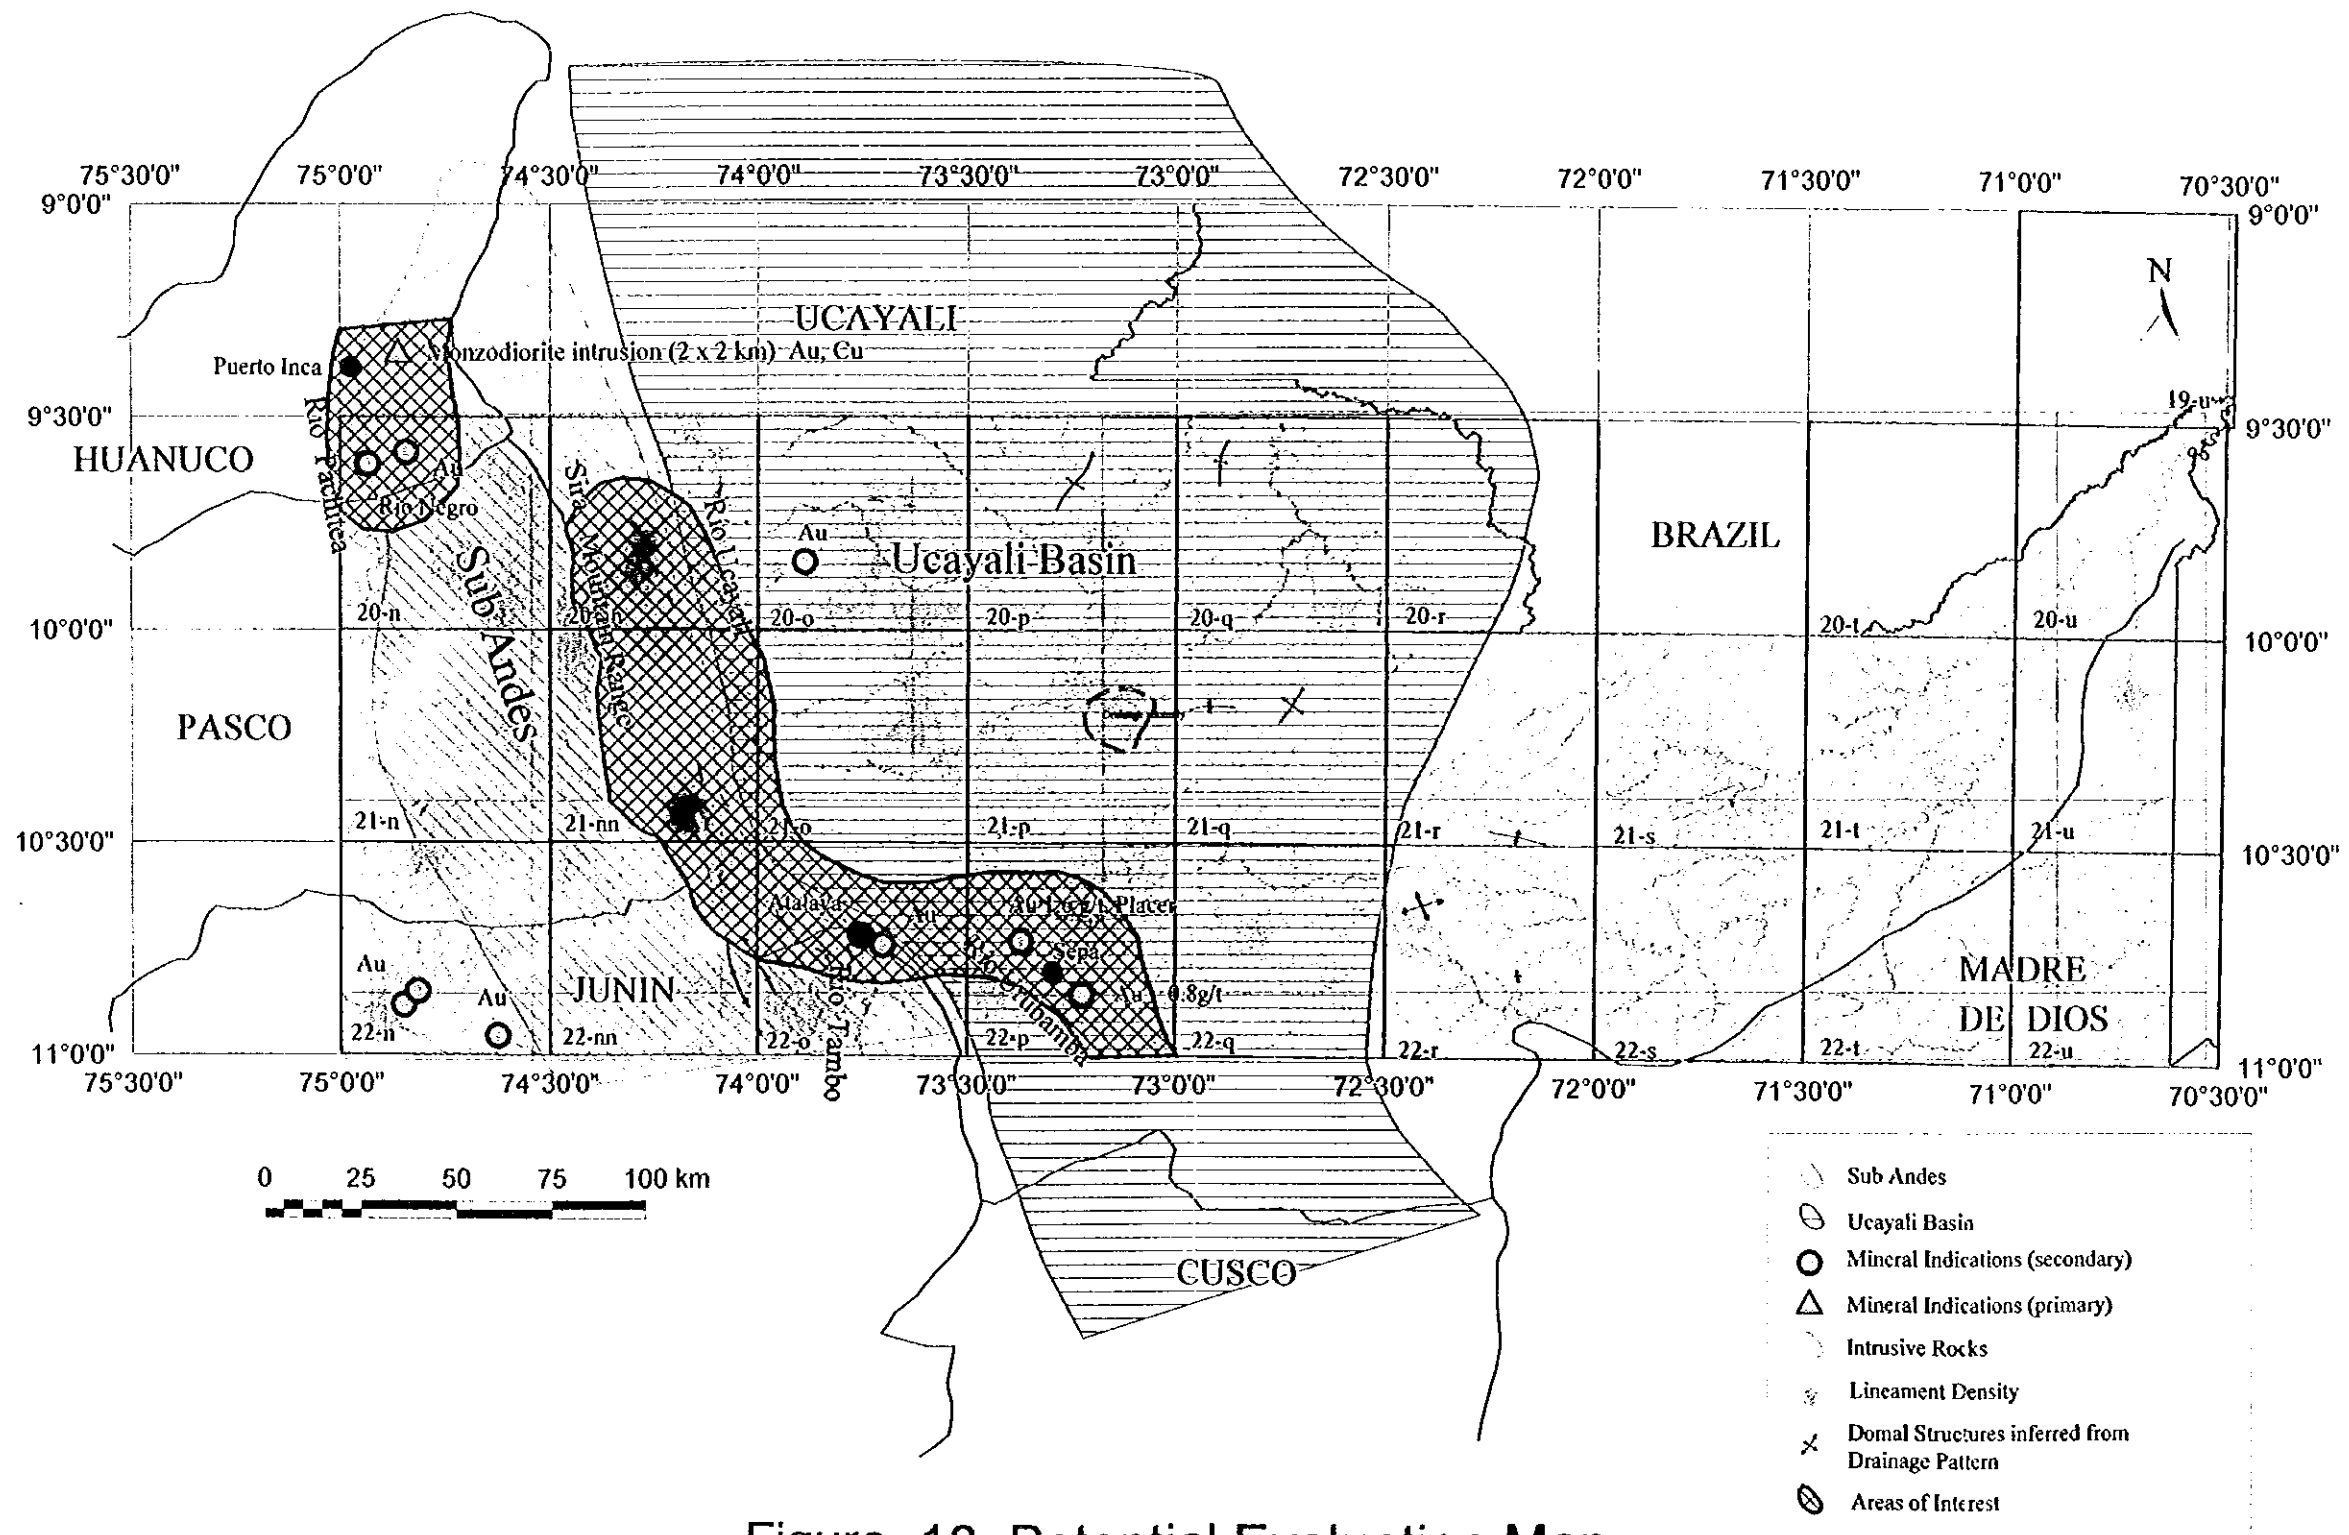 75°30'0" 75°0'0" 74°30'0" 74°0'0" 73°30'0" 73°0'0" 72°30'0" 72°0'0" 71°30'0" 71°0'0" 70°30'0"
9°0'0" 9°0'0"
N
UCAYALI
Monzodiorite intrusion (2 x 2 km) Au, Cu
Puerto Inca
19-u
9°30'0" 9°30'0"
Rio Pachitea
HUANUCO
Au
Rio Negro
Sira Mountain Range
Rio Ucayali
Au
Ucayali Basin
BRAZIL
Sub Andes
20-n 20-nn 20-o 20-p 20-q 20-r 20-t 20-u
10°0'0" 10°0'0"
PASCO
21-n 21-nn 21-o 21-p 21-q 21-r 21-s 21-t 21-u
10°30'0" 10°30'0"
Atalaya
Au
Au
Placer
Sepa
Au
Au
JUNIN
Au 0.8g/t
Rio Tambo
Rio Urubamba
MADRE
DE DIOS
22-n 22-nn 22-o 22-p 22-q 22-r 22-s 22-t 22-u
11°0'0" 11°0'0"
75°30'0" 75°0'0" 74°30'0" 74°0'0" 73°30'0" 73°0'0" 72°30'0" 72°0'0" 71°30'0" 71°0'0" 70°30'0"
0 25 50 75 100 km
CUSCO
Sub Andes
Ucayali Basin
Mineral Indications (secondary)
Mineral Indications (primary)
Intrusive Rocks
Lineament Density
Domal Structures inferred from
Drainage Pattern
Areas of Interest
Potential Evaluation Map